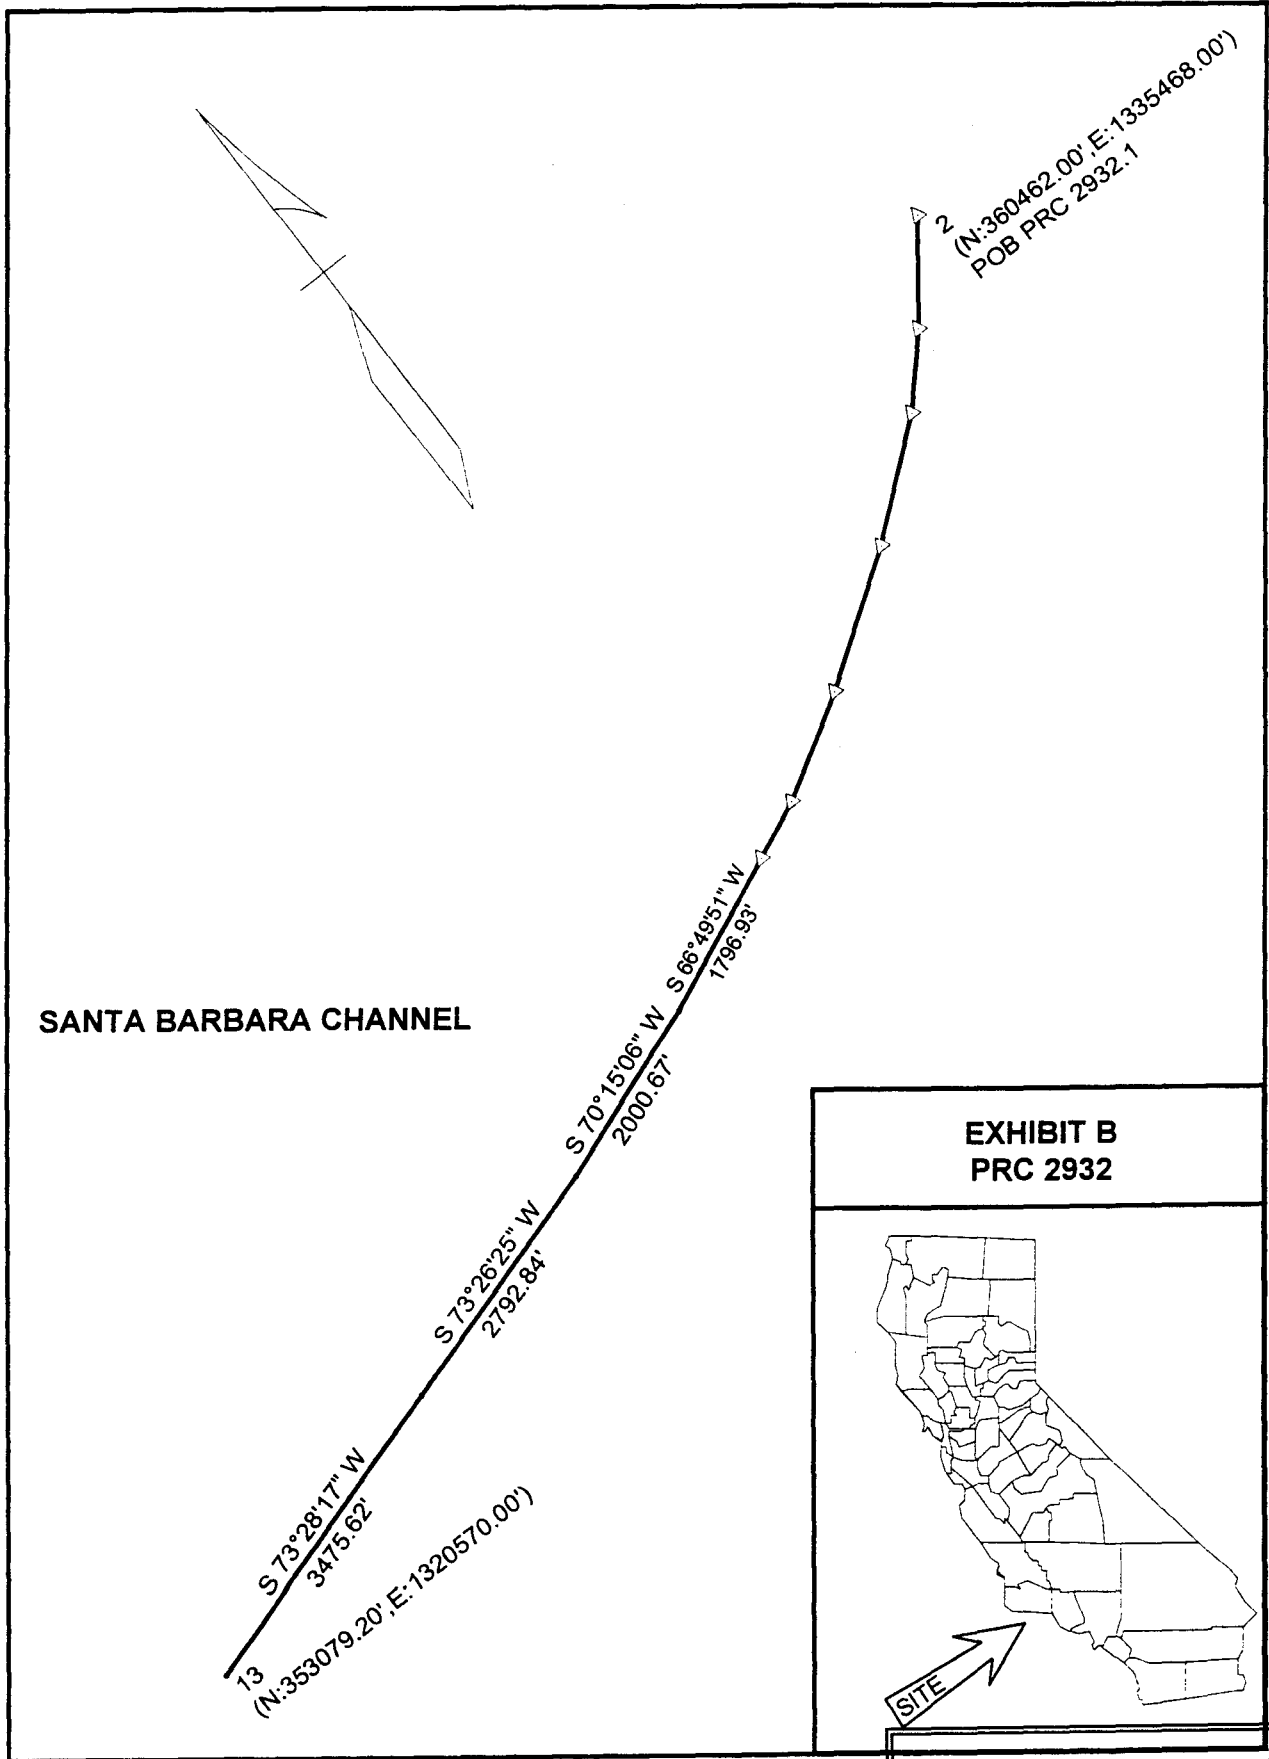 2
(N:360462.00',E:1335468.00')
POB PRC 2932.1
S 66°49'51" W
1796.93'
S 70°15'06" W
2000.67'
SANTA BARBARA CHANNEL
S 73°26'25" W
2792.84'
S 73°28'17" W
3475.62'
13
(N:353079.20',E:1320570.00')
EXHIBIT B
PRC 2932
SITE